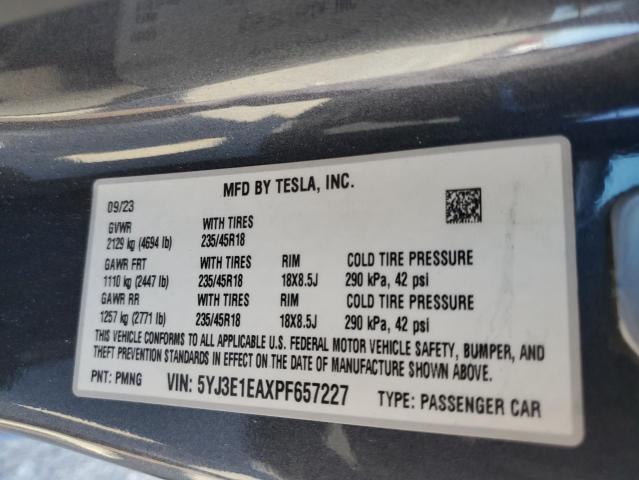 MFD BY TESLA, INC.
09/23
GVWR WITH TIRES
2129 kg (4694 lb) 235/45R18
GAWR FRT WITH TIRES RIM COLD TIRE PRESSURE
1110 kg (2447 lb) 235/45R18 18X8.5J 290 kPa, 42 psi
GAWR RR WITH TIRES RIM COLD TIRE PRESSURE
1257 kg (2771 lb) 235/45R18 18X8.5J 290 kPa, 42 psi
THIS VEHICLE CONFORMS TO ALL APPLICABLE U.S. FEDERAL MOTOR VEHICLE SAFETY, BUMPER, AND
THEFT PREVENTION STANDARDS IN EFFECT ON THE DATE OF MANUFACTURE SHOWN ABOVE.
PNT: PMNG VIN: 5YJ3E1EAXPF657227 TYPE: PASSENGER CAR